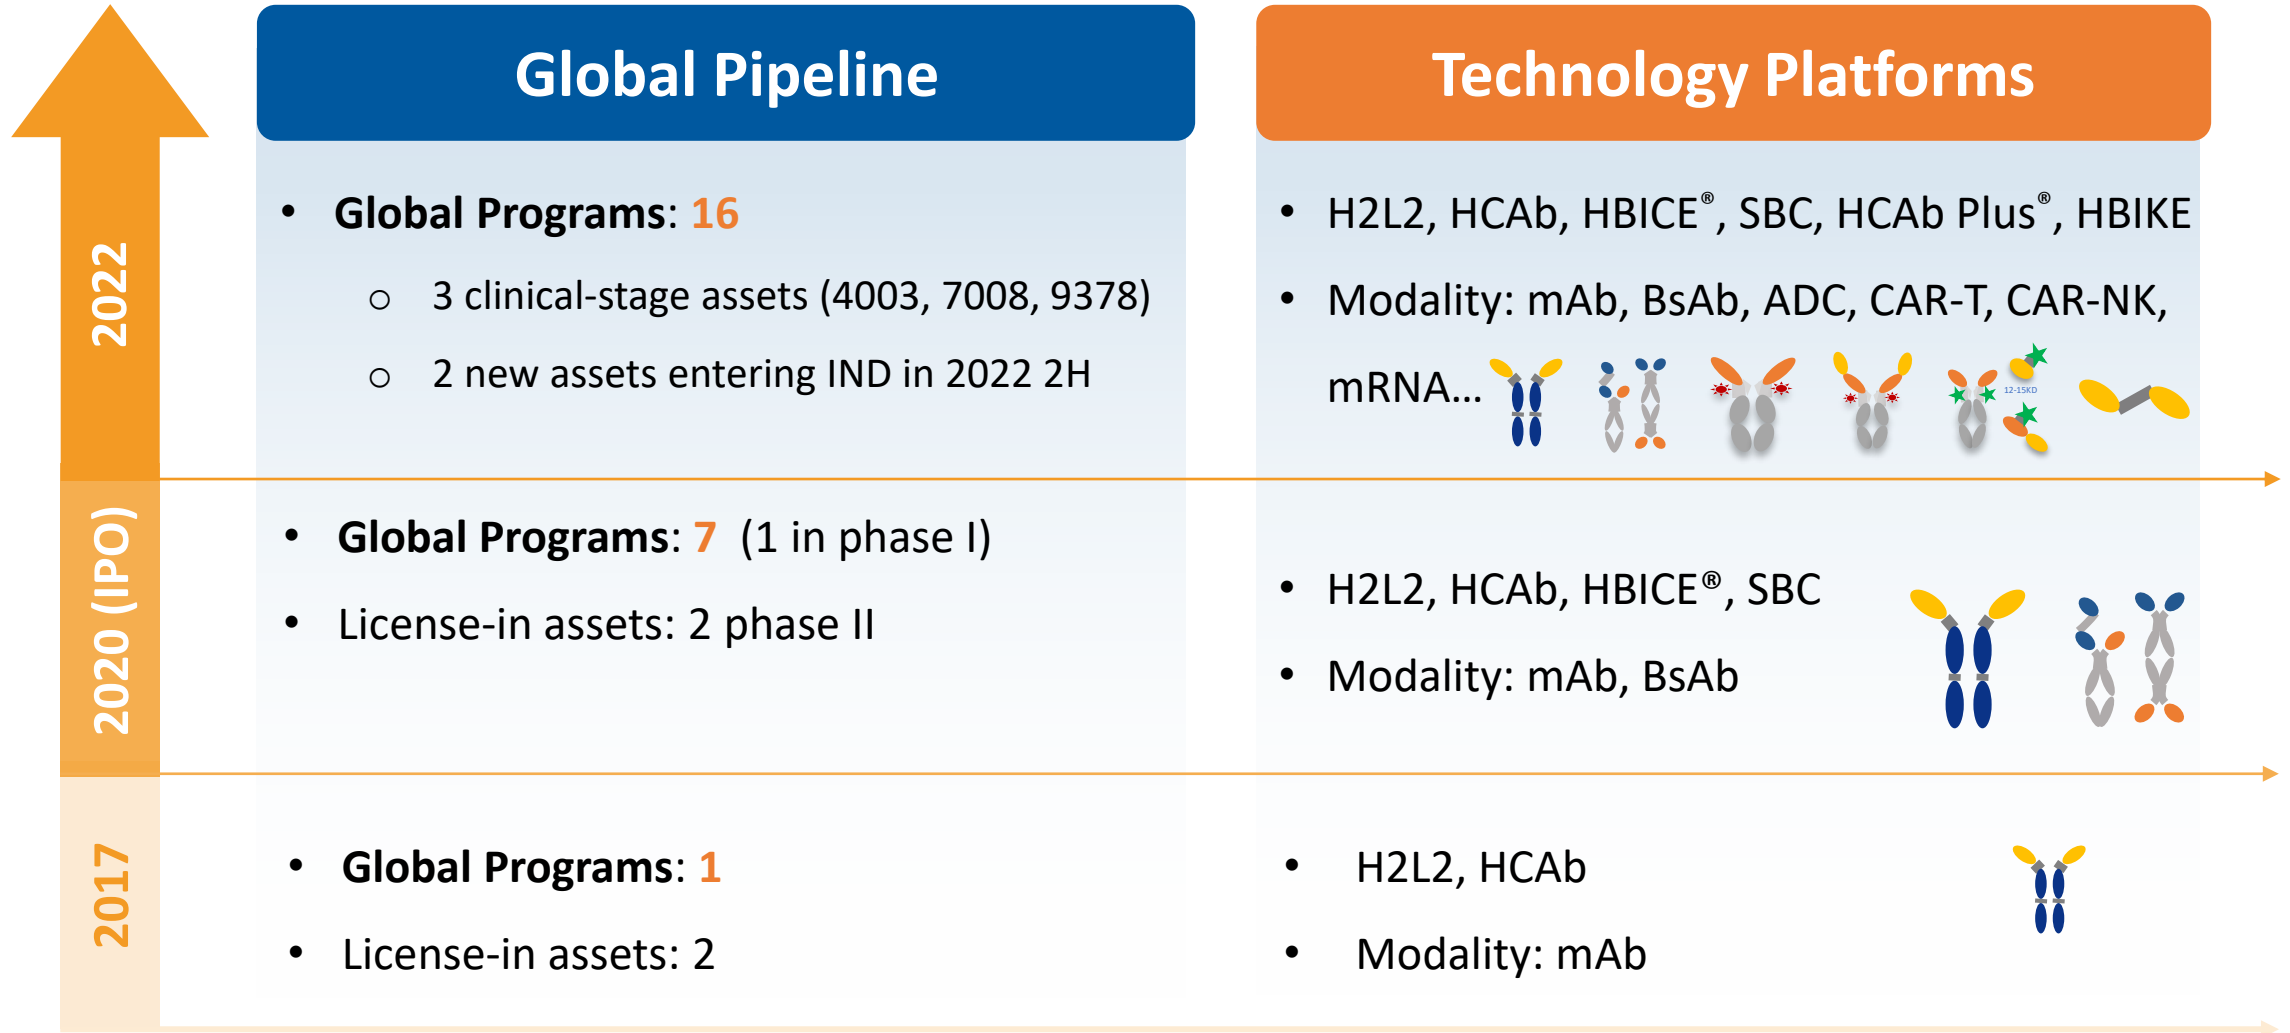 Global Pipeline
Technology Platforms
2022
• Global Programs: 16
o 3 clinical-stage assets (4003, 7008, 9378)
o 2 new assets entering IND in 2022 2H
• H2L2, HCAb, HBICE®, SBC, HCAb Plus®, HBIKE
• Modality: mAb, BsAb, ADC, CAR-T, CAR-NK,
mRNA...
12-15KD
2020 (IPO)
• Global Programs: 7 (1 in phase I)
• License-in assets: 2 phase II
• H2L2, HCAb, HBICE®, SBC
• Modality: mAb, BsAb
2017
• Global Programs: 1
• License-in assets: 2
• H2L2, HCAb
• Modality: mAb